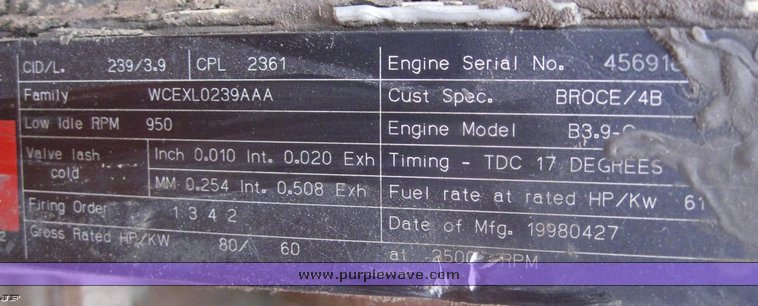 CID/L. 239/3.9 CPL 2361 Engine Serial No.
Family WCEXL0239AAA Cust Spec. BROCE/4B
Low Idle RPM 950 Engine Model
Valve lash cold Inch 0.010 Int. 0.020 Exh Timing - TDC 17 DEGREES
MM 0.254 Int. 0.508 Exh Fuel rate at rated HP/Kw 61
Firing Order 1 3 4 2 Date of Mfg. 19980427
Gross Rated HP/KW 80/ 60 at 2500 RPM
www.purplewave.com